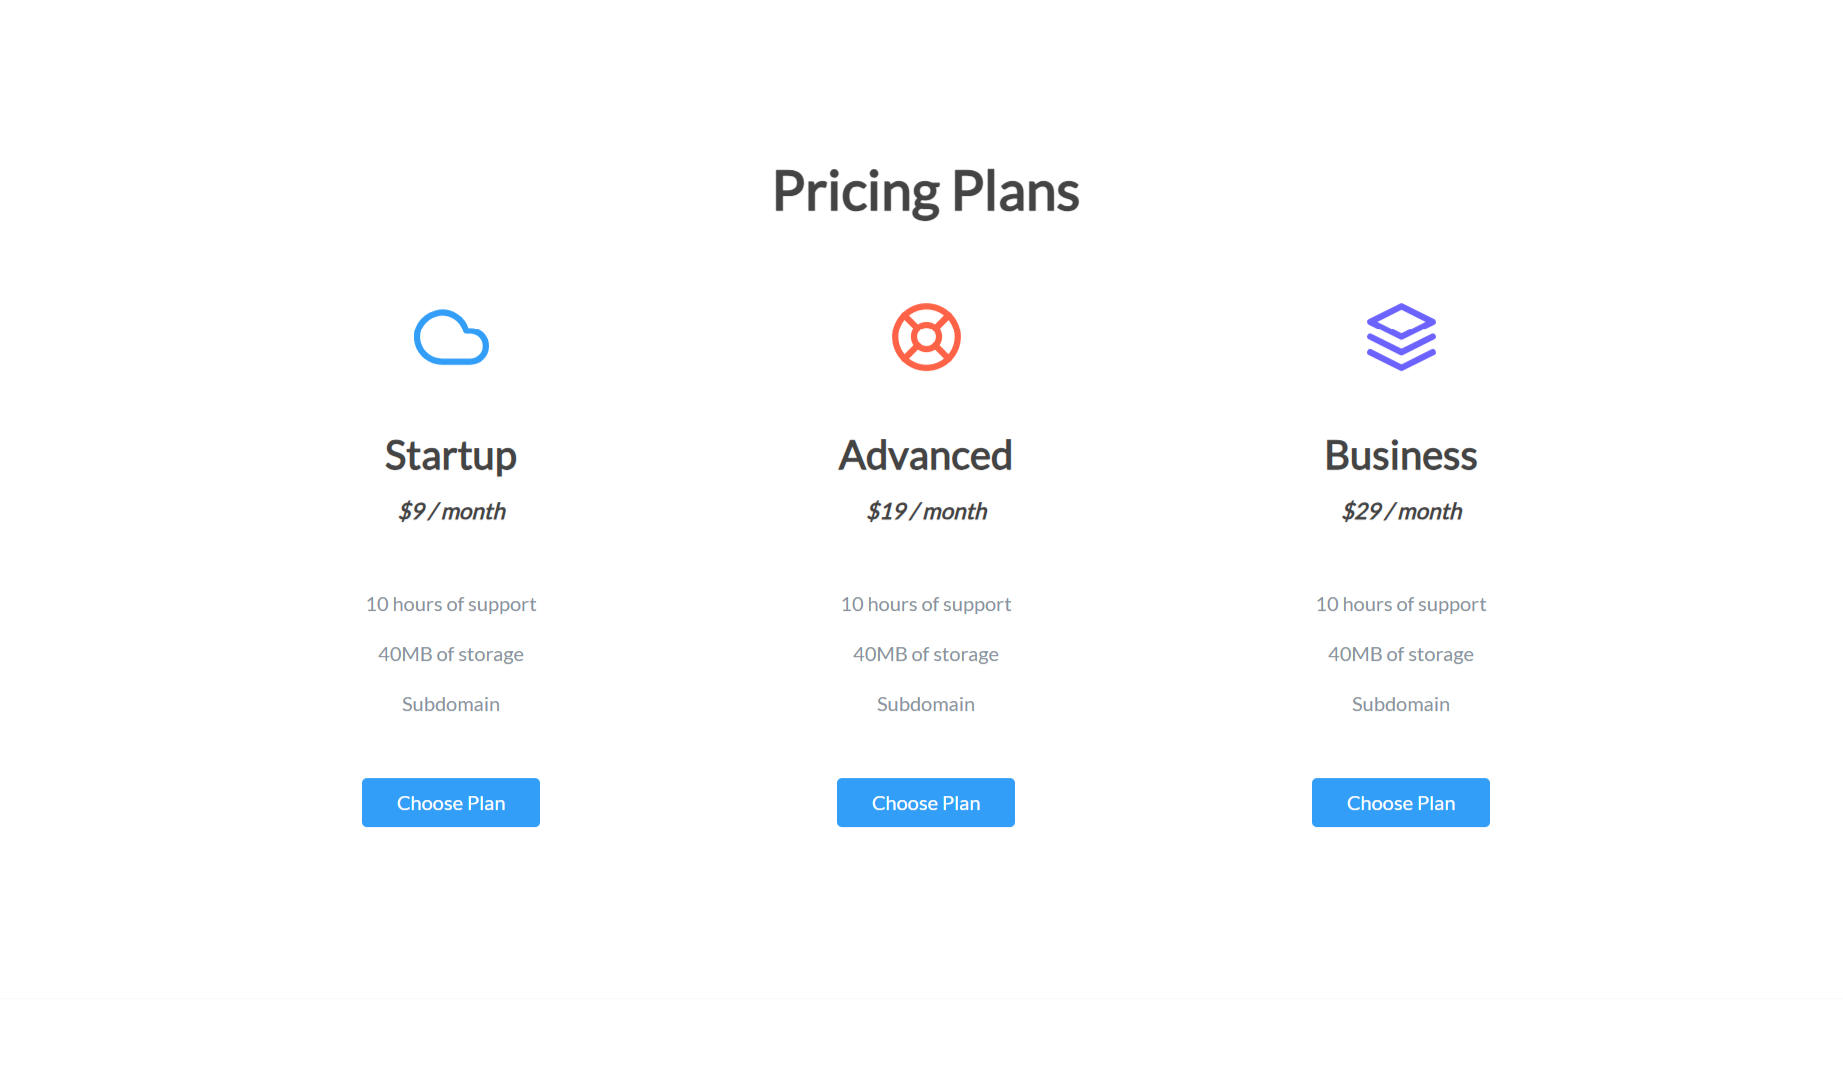 Pricing Plans
Startup
$9 / month
10 hours of support
40MB of storage
Subdomain
Choose Plan
Advanced
$19 / month
10 hours of support
40MB of storage
Subdomain
Choose Plan
Business
$29 / month
10 hours of support
40MB of storage
Subdomain
Choose Plan